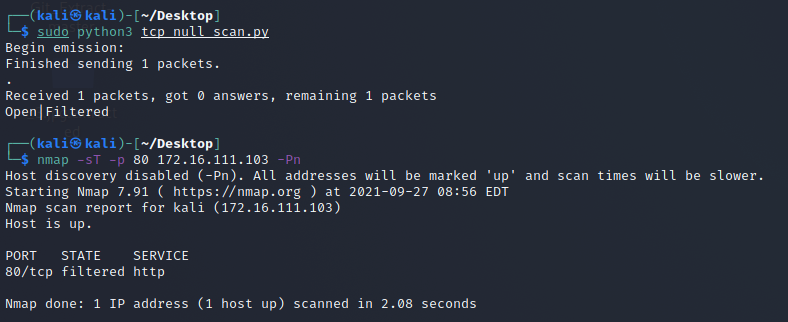 ┌──(kali㉿kali)-[~/Desktop]
└─$ sudo python3 tcp_null_scan.py
Begin emission:
Finished sending 1 packets.
.
Received 1 packets, got 0 answers, remaining 1 packets
Open|Filtered
┌──(kali㉿kali)-[~/Desktop]
└─$ nmap -sT -p 80 172.16.111.103 -Pn
Host discovery disabled (-Pn). All addresses will be marked 'up' and scan times will be slower.
Starting Nmap 7.91 ( https://nmap.org ) at 2021-09-27 08:56 EDT
Nmap scan report for kali (172.16.111.103)
Host is up.
PORT   STATE    SERVICE
80/tcp filtered http
Nmap done: 1 IP address (1 host up) scanned in 2.08 seconds